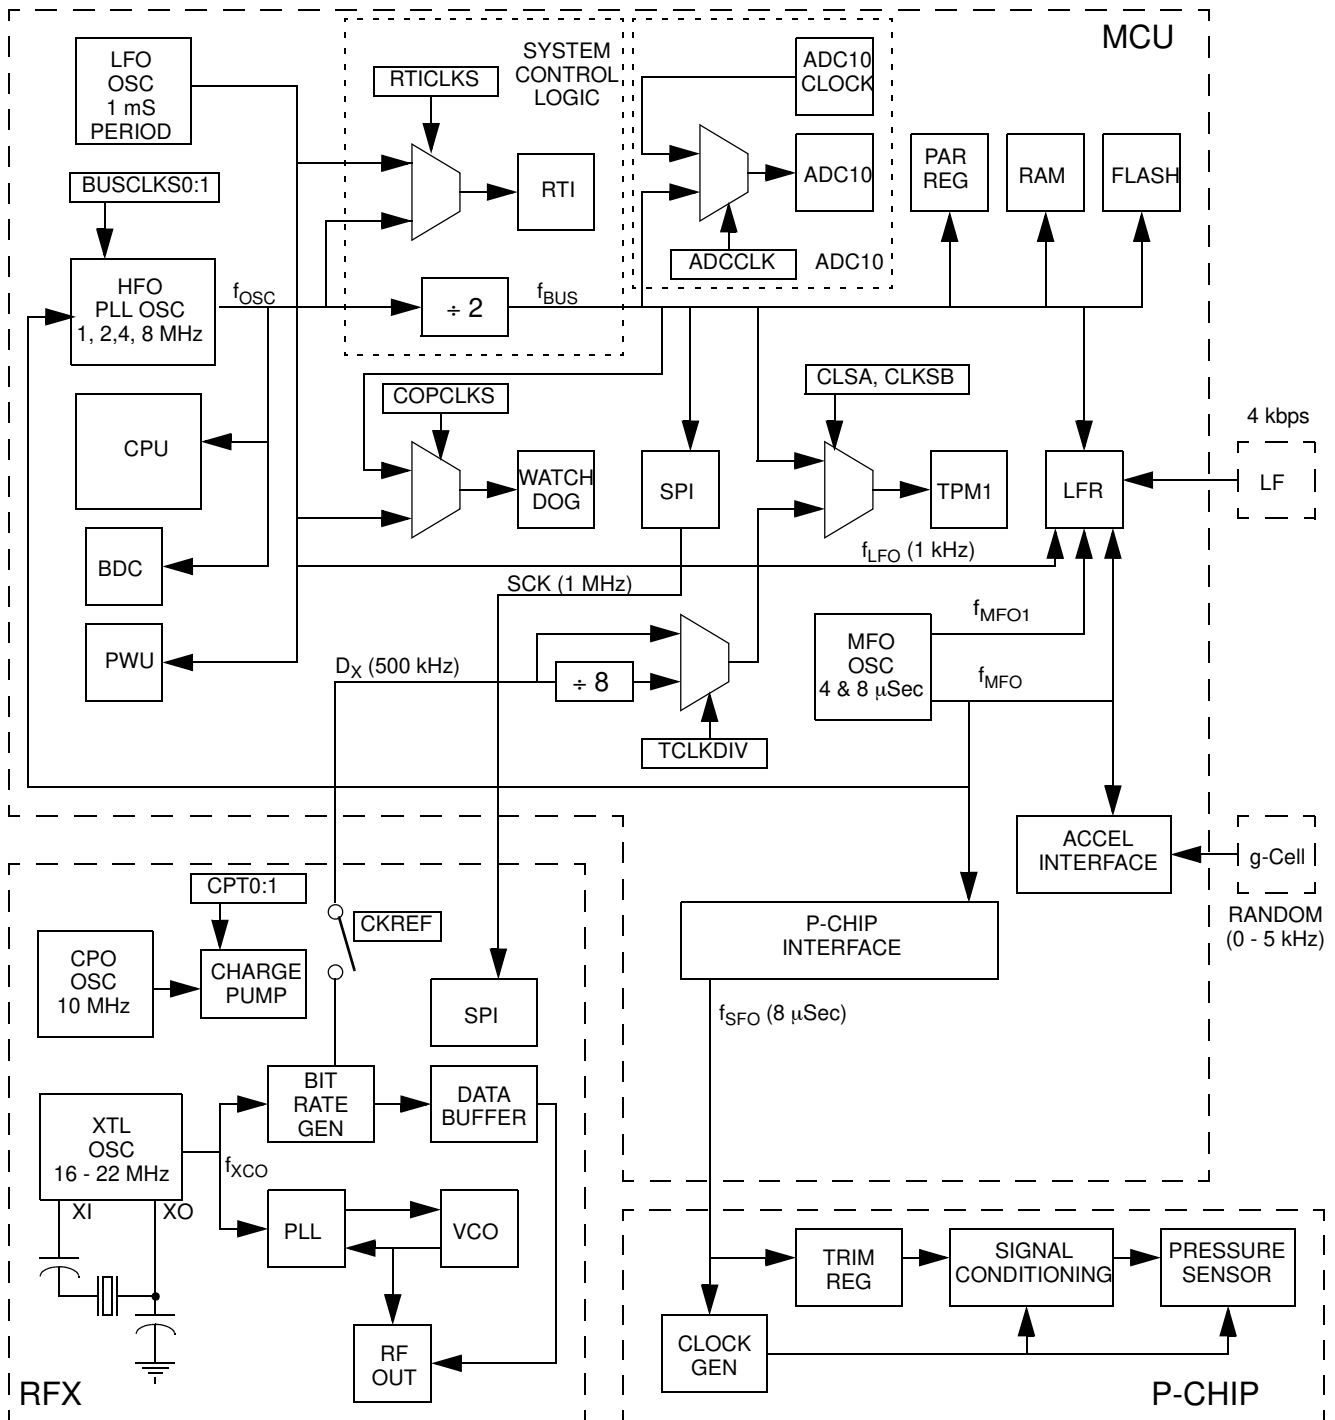 MCU
LFO
OSC
1 mS
PERIOD
SYSTEM
CONTROL
LOGIC
RTICLKS
ADC10
CLOCK
BUSCLKS0:1
RTI
ADC10
PAR
REG
RAM
FLASH
ADCCLK
ADC10
HFO
PLL OSC
1, 2,4, 8 MHz
fOSC
÷ 2
fBUS
COPCLKS
CLSA, CLKSB
CPU
WATCH
DOG
SPI
TPM1
LFR
4 kbps
LF
BDC
fLFO (1 kHz)
SCK (1 MHz)
PWU
DX (500 kHz)
÷ 8
TCLKDIV
MFO
OSC
4 & 8 μSec
fMFO1
fMFO
ACCEL
INTERFACE
g-Cell
RANDOM
(0 - 5 kHz)
CPT0:1
CKREF
CPO
OSC
10 MHz
CHARGE
PUMP
P-CHIP
INTERFACE
SPI
fSFO (8 μSec)
BIT
RATE
GEN
DATA
BUFFER
XTL
OSC
16 - 22 MHz
fXCO
XI
XO
PLL
VCO
RF
OUT
RFX
TRIM
REG
SIGNAL
CONDITIONING
PRESSURE
SENSOR
CLOCK
GEN
P-CHIP